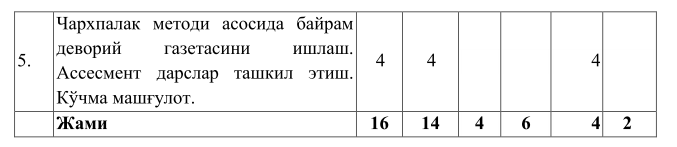 5. Чархпалак методи асосида байрам
деворий газетасини ишлаш.
Ассесмент дарслар ташкил этиш.
Кўчма машғулот. 4 4 4
Жами 16 14 4 6 4 2